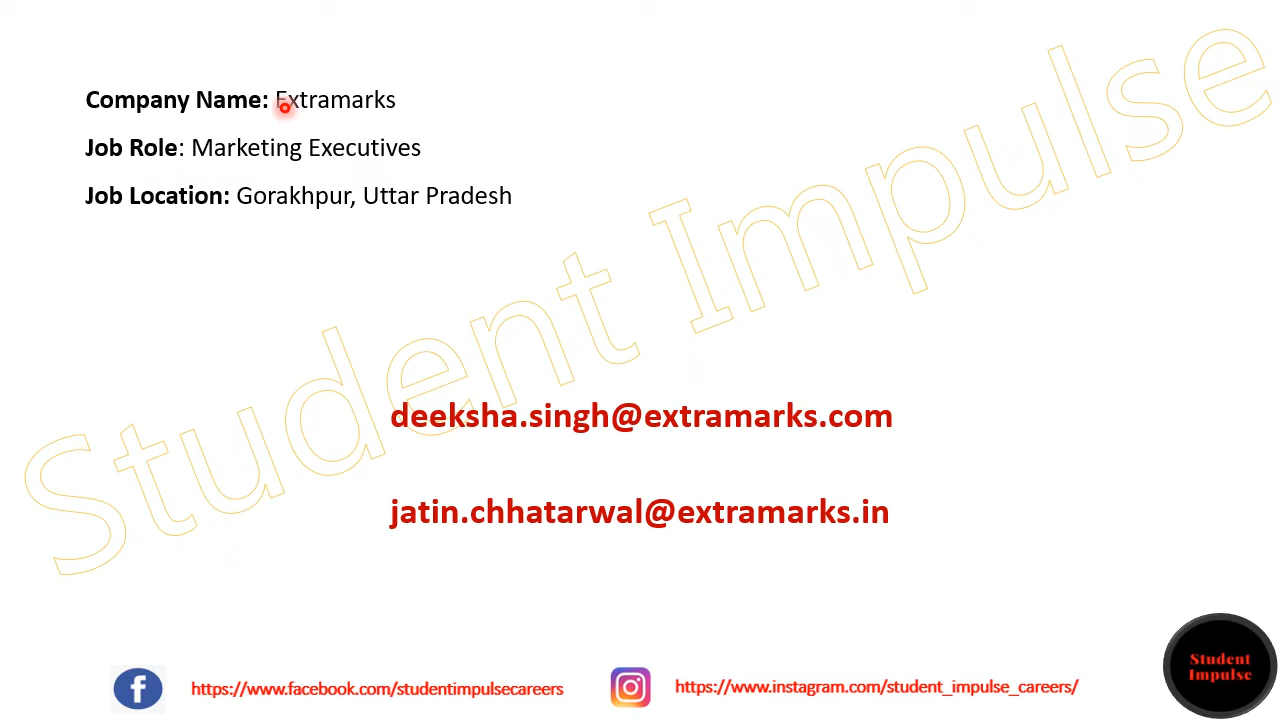 Company Name: Extramarks
Job Role: Marketing Executives
Job Location: Gorakhpur, Uttar Pradesh
Student Impulse
deeksha.singh@extramarks.com
jatin.chhatarwal@extramarks.in
https://www.facebook.com/studentimpulsecareers
https://www.instagram.com/student_impulse_careers/
Student
Impulse